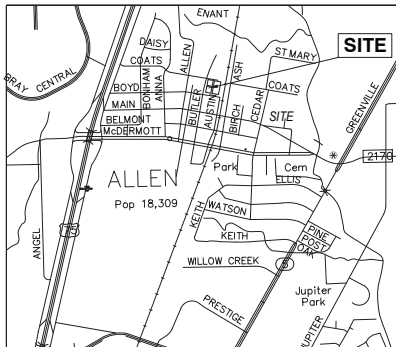 ENANT
DAISY
ALLEN
ST MARY
SITE
BRAY CENTRAL
COATS
ASH
BOYD
BONHAM
ANNA
BUTLER
AUSTIN
BIRCH
CEDAR
COATS
MAIN
SITE
GREENVILLE
BELMONT
McDERMOTT
2170
Park
Cem
ALLEN
ELLIS
Pop 18,309
KEITH
WATSON
ANGEL
75
KEITH
PINE
POST OAK
WILLOW CREEK
5
Jupiter
Park
PRESTIGE
JUPITER